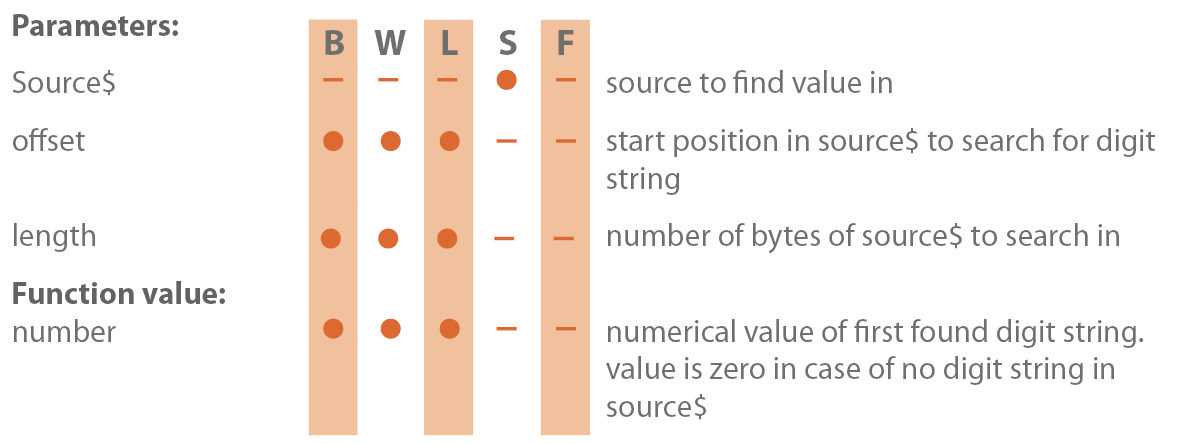 Parameters:
B W L S F
Source$ – – – ● – source to find value in
offset ● ● ● – – start position in source$ to search for digit
string
length ● ● ● – – number of bytes of source$ to search in
Function value:
number ● ● ● – – numerical value of first found digit string.
value is zero in case of no digit string in
source$